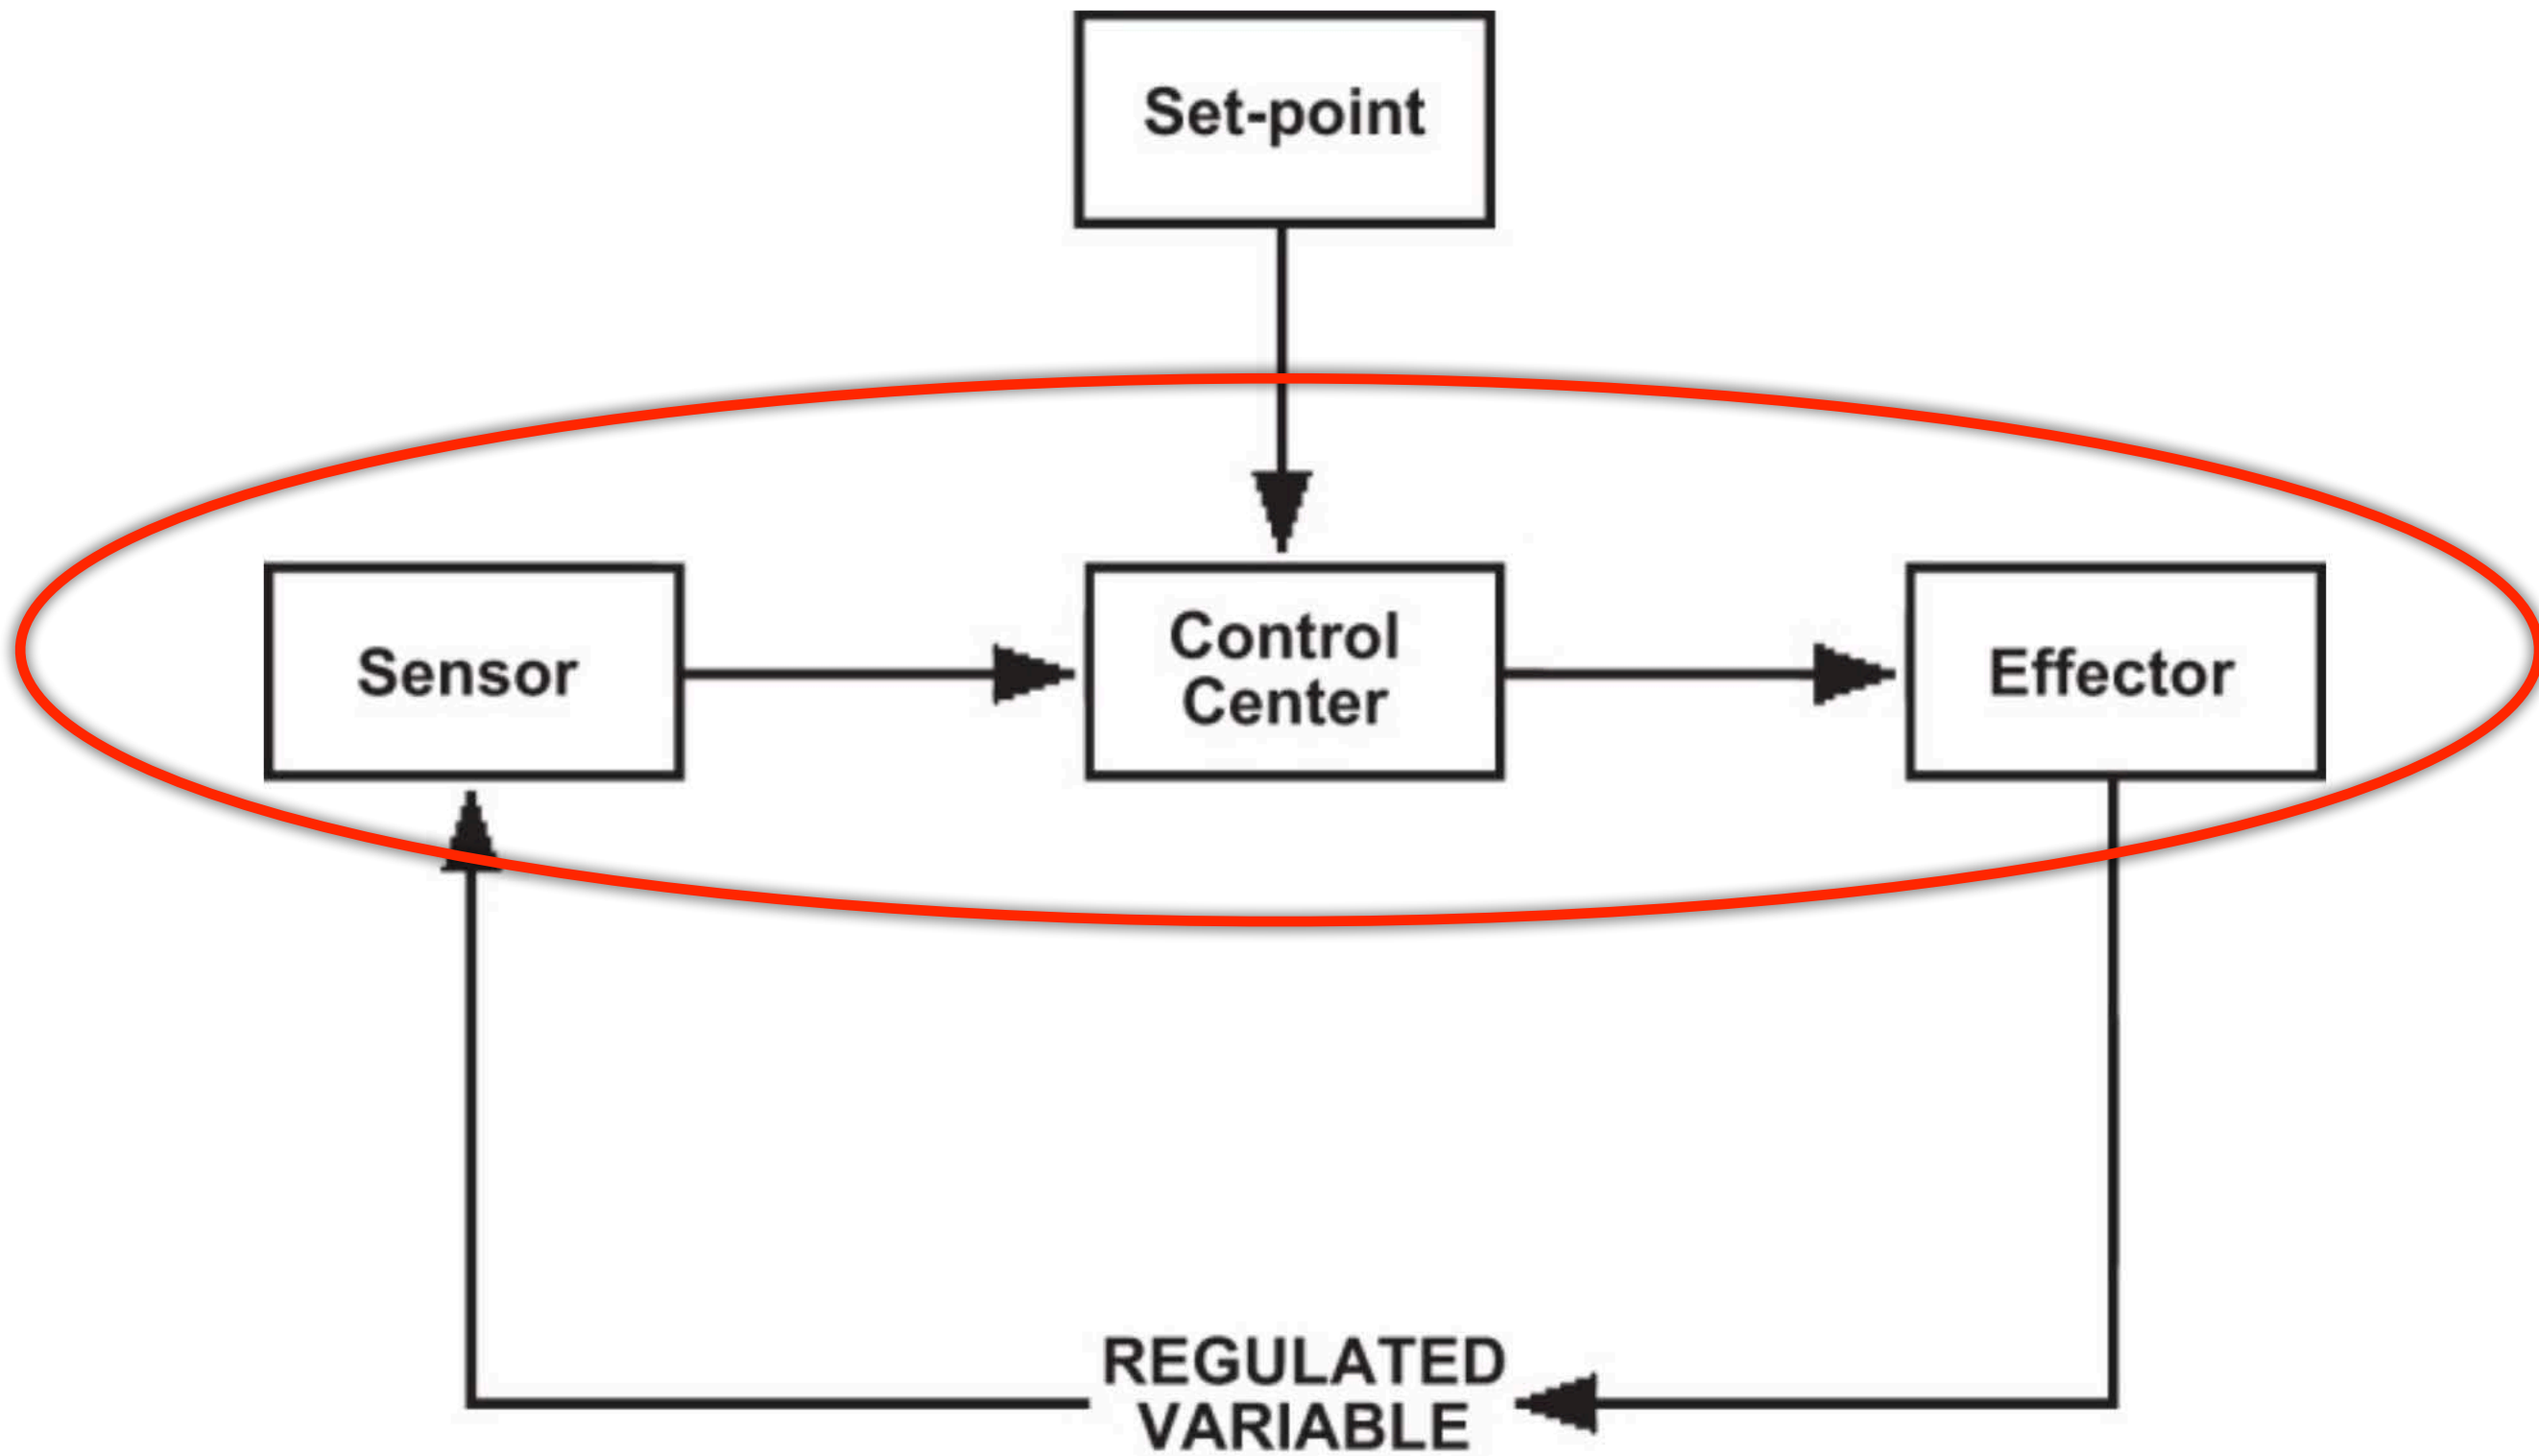 Set-point
Sensor
Control
Center
Effector
REGULATED
VARIABLE